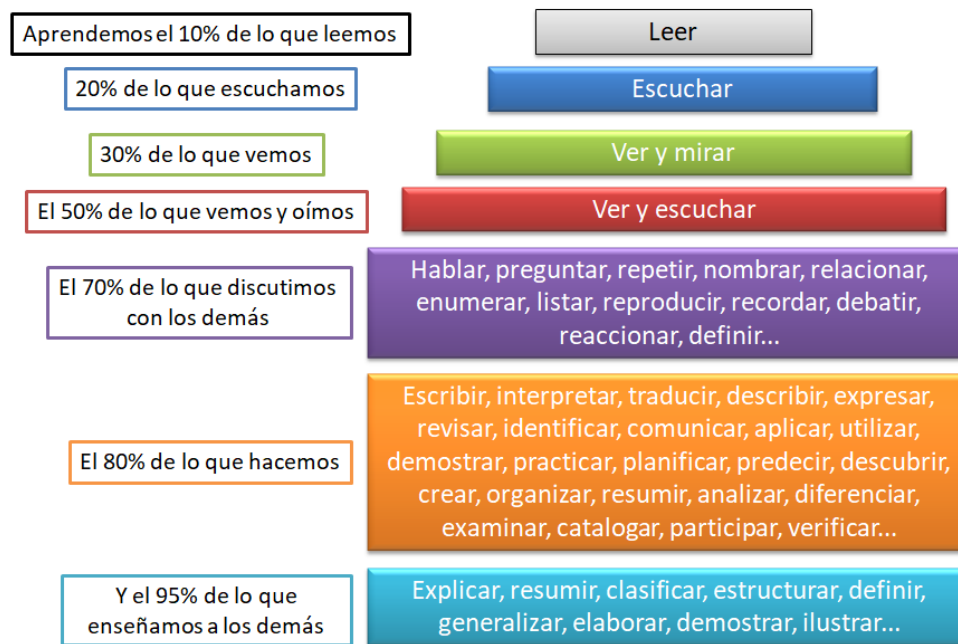 Aprendemos el 10% de lo que leemos
Leer
20% de lo que escuchamos
Escuchar
30% de lo que vemos
Ver y mirar
El 50% de lo que vemos y oímos
Ver y escuchar
El 70% de lo que discutimos
con los demás
Hablar, preguntar, repetir, nombrar, relacionar,
enumerar, listar, reproducir, recordar, debatir,
reaccionar, definir...
El 80% de lo que hacemos
Escribir, interpretar, traducir, describir, expresar,
revisar, identificar, comunicar, aplicar, utilizar,
demostrar, practicar, planificar, predecir, descubrir,
crear, organizar, resumir, analizar, diferenciar,
examinar, catalogar, participar, verificar...
Y el 95% de lo que
enseñamos a los demás
Explicar, resumir, clasificar, estructurar, definir,
generalizar, elaborar, demostrar, ilustrar...